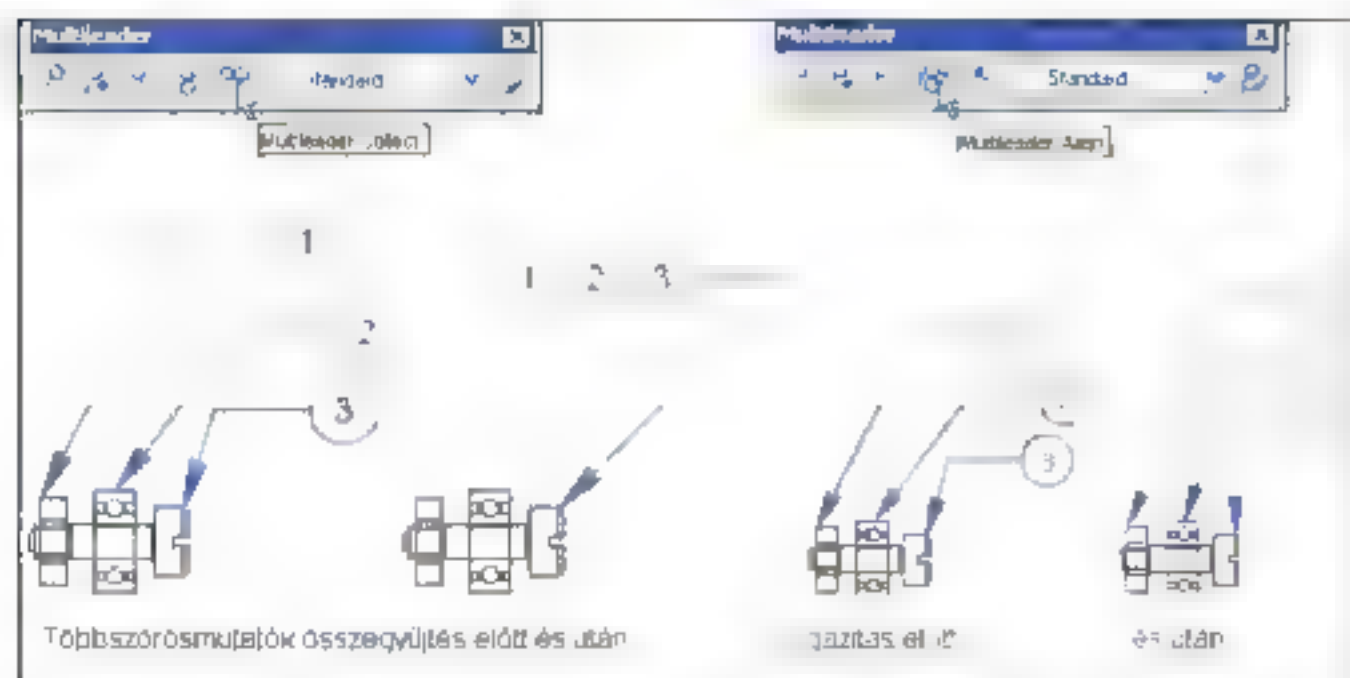 Multileader
Multileader
Standard
Standard
Multileader
Multileader Align
1
1 2 3
2
3
3
Többszörösmutatók összegyűjtés előtt és után
előtt
és után